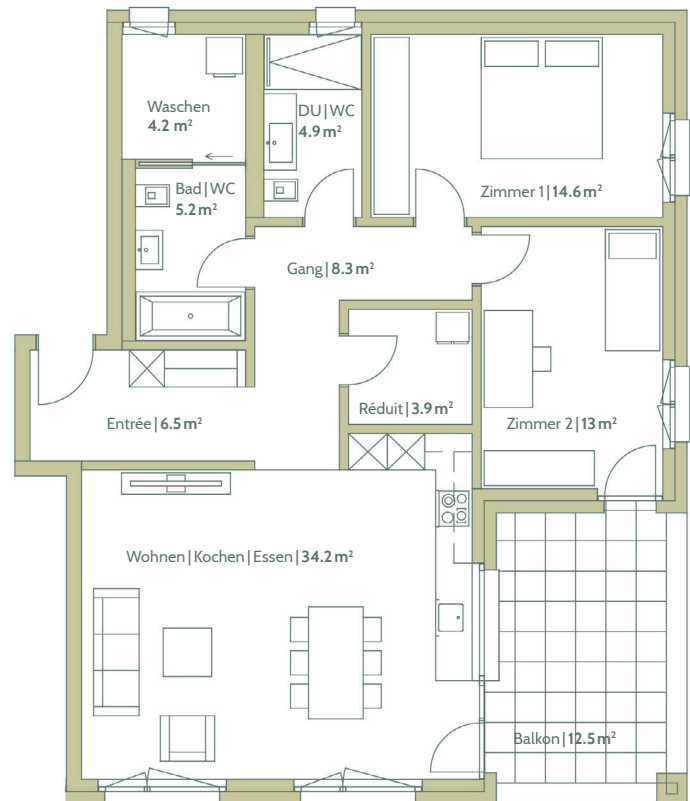 Waschen
4.2 m²
DU|WC
4.9 m²
Bad|WC
5.2 m²
Zimmer 1|14.6 m²
Gang|8.3 m²
Réduit|3.9 m²
Entrée|6.5 m²
Zimmer 2|13 m²
Wohnen|Kochen|Essen|34.2 m²
Balkon|12.5 m²